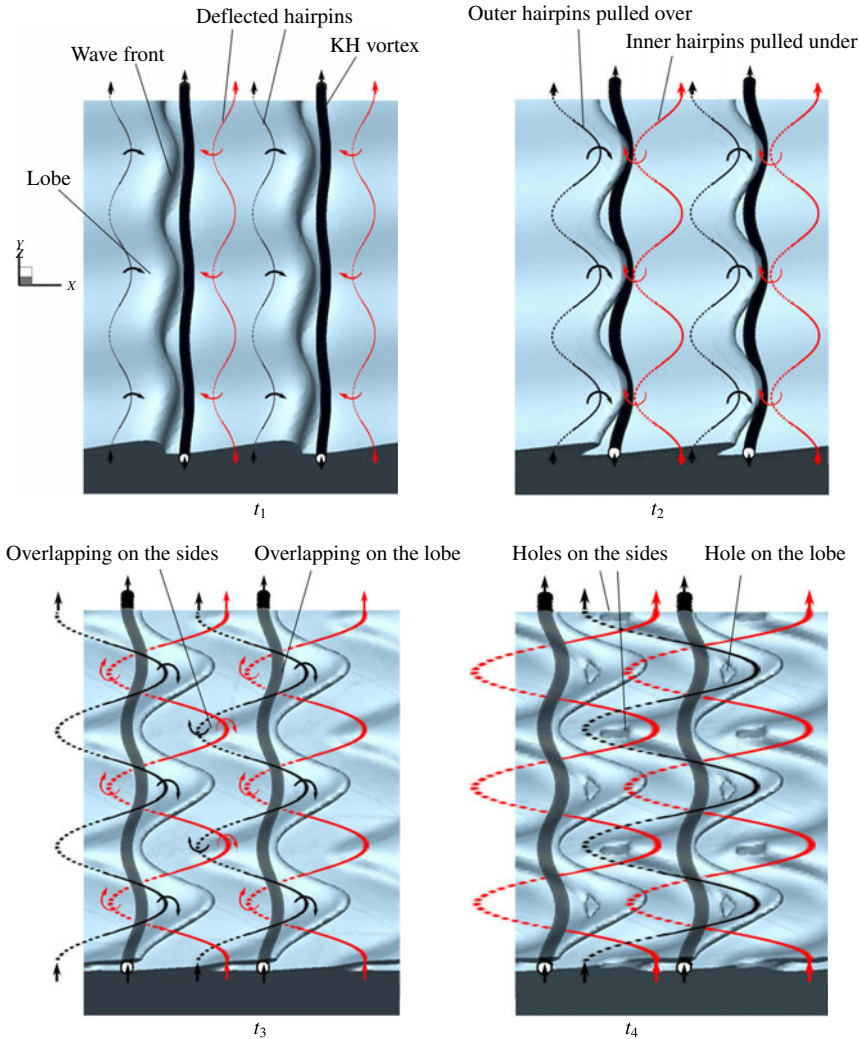 Deflected hairpins
KH vortex
Wave front
Lobe
Y
Z
X
t1
Outer hairpins pulled over
Inner hairpins pulled under
t2
Overlapping on the sides
Overlapping on the lobe
t3
Holes on the sides
Hole on the lobe
t4